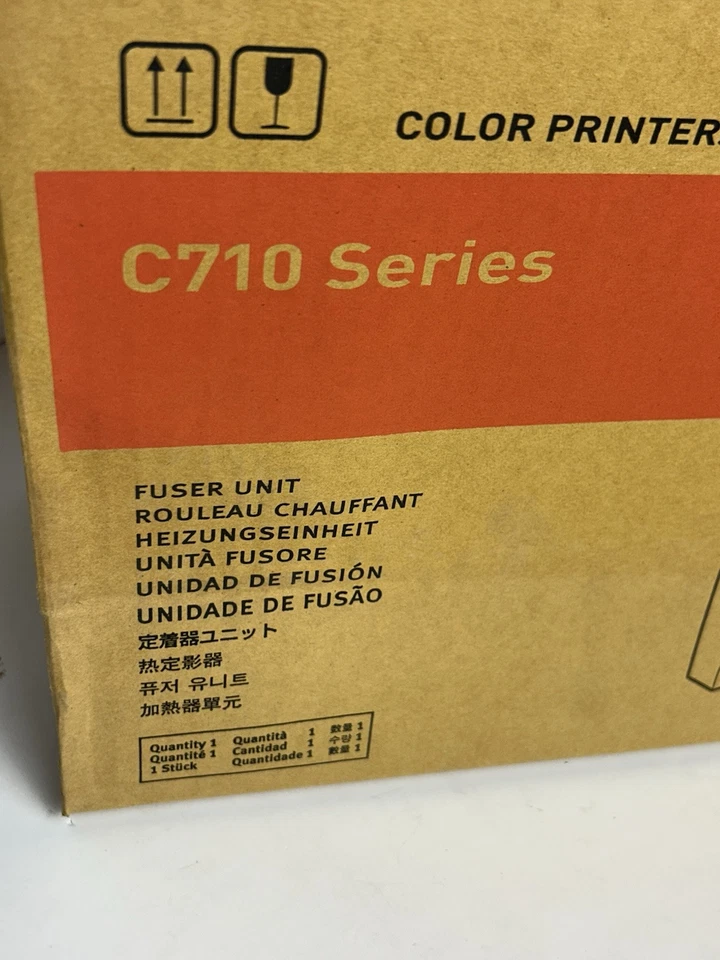 COLOR PRINTERS
C710 Series
FUSER UNIT
ROULEAU CHAUFFANT
HEIZUNGSEINHEIT
UNITÀ FUSORE
UNIDAD DE FUSIÓN
UNIDADE DE FUSÃO
定着器ユニット
热定影器
퓨저 유니트
加熱器單元
Quantity 1 Quantità 1 数量 1
Quantité 1 Cantidad 1 수량 1
1 Stück Quantidade 1 數量 1